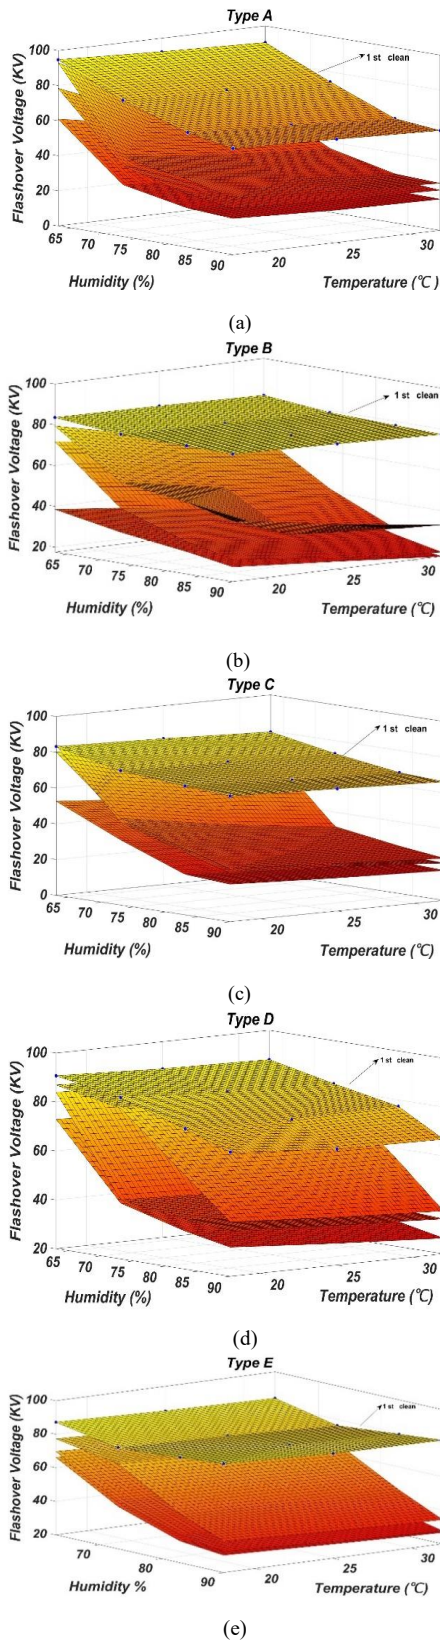 Type A
1 st clean
Flashover Voltage (KV)
100
80
60
40
20
0
65
70
75
80
85
90
20
25
30
Humidity (%)
Temperature (℃ )
(a)
Type B
1 st clean
Flashover Voltage (KV)
100
80
60
40
20
65
70
75
80
85
90
20
25
30
Humidity (%)
Temperature (℃)
(b)
Type C
1 st clean
Flashover Voltage (KV)
100
80
60
40
20
0
65
70
75
80
85
90
20
25
30
Humidity (%)
Temperature (℃)
(c)
Type D
1 st clean
Flashover Voltage (KV)
100
80
60
40
20
65
70
75
80
85
90
20
25
30
Humidity (%)
Temperature (℃)
(d)
Type E
1 st clean
Flashover Voltage (KV)
100
80
60
40
20
70
80
90
20
25
30
Humidity %
Temperature (℃)
(e)